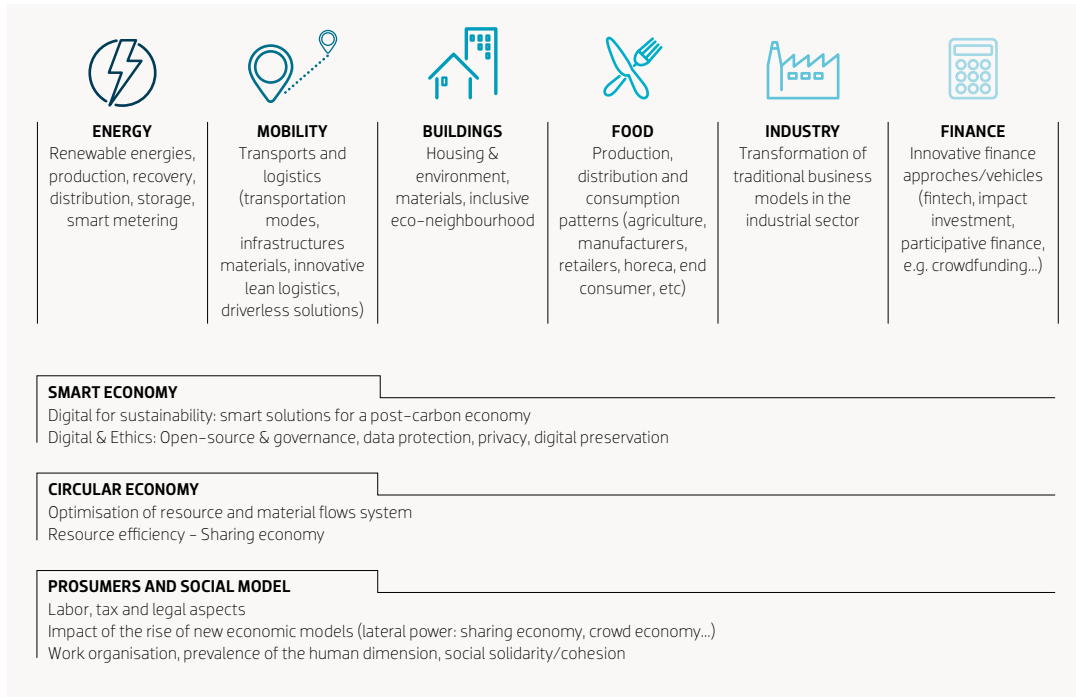 ENERGY
Renewable energies,
production, recovery,
distribution, storage,
smart metering
MOBILITY
Transports and
logistics
(transportation
modes,
infrastructures
materials, innovative
lean logistics,
driverless solutions)
BUILDINGS
Housing &
environment,
materials, inclusive
eco-neighbourhood
FOOD
Production,
distribution and
consumption
patterns (agriculture,
manufacturers,
retailers, horeca, end
consumer, etc)
INDUSTRY
Transformation of
traditional business
models in the
industrial sector
FINANCE
Innovative finance
approches/vehicles
(fintech, impact
investment,
participative finance,
e.g. crowdfunding...)
SMART ECONOMY
Digital for sustainability: smart solutions for a post-carbon economy
Digital & Ethics: Open-source & governance, data protection, privacy, digital preservation
CIRCULAR ECONOMY
Optimisation of resource and material flows system
Resource efficiency - Sharing economy
PROSUMERS AND SOCIAL MODEL
Labor, tax and legal aspects
Impact of the rise of new economic models (lateral power: sharing economy, crowd economy...)
Work organisation, prevalence of the human dimension, social solidarity/cohesion